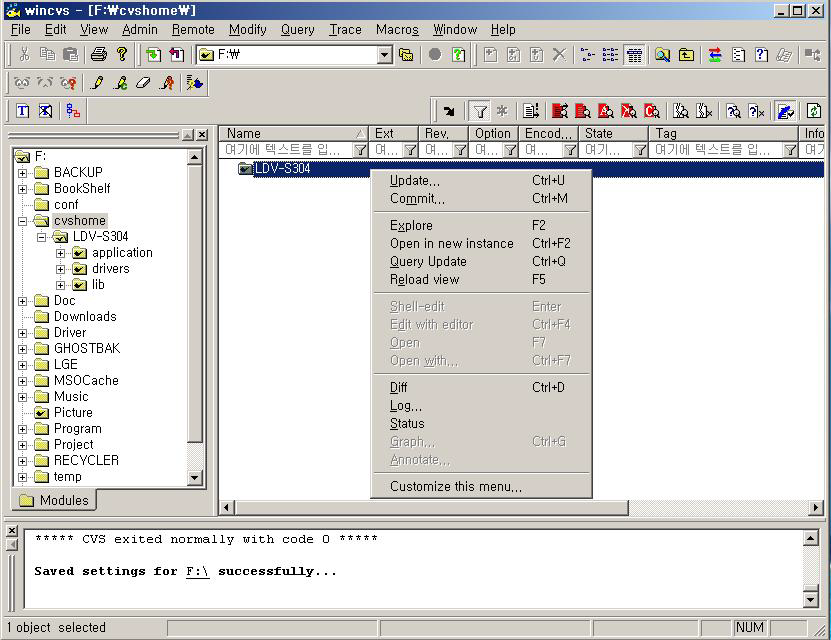 wincvs - [F:₩cvshome₩]
File Edit View Admin Remote Modify Query Trace Macros Window Help
F:₩
Name Ext Rev. Option Encod... State Tag Info
여기에 텍스트를 입... 여... 여... 여... 여기... 여기... 여기에 텍스트를 입... 여기
LDV-S304
F:
BACKUP
BookShelf
conf
cvshome
LDV-S304
application
drivers
lib
Doc
Downloads
Driver
GHOSTBAK
LGE
MSOCache
Music
Picture
Program
Project
RECYCLER
temp
Modules
Update... Ctrl+U
Commit... Ctrl+M
Explore F2
Open in new instance Ctrl+F2
Query Update Ctrl+Q
Reload view F5
Shell-edit Enter
Edit with editor Ctrl+F4
Open F7
Open with... Ctrl+F7
Diff Ctrl+D
Log...
Status
Graph... Ctrl+G
Annotate...
Customize this menu...
***** CVS exited normally with code 0 *****
Saved settings for F:\ successfully...
1 object selected NUM